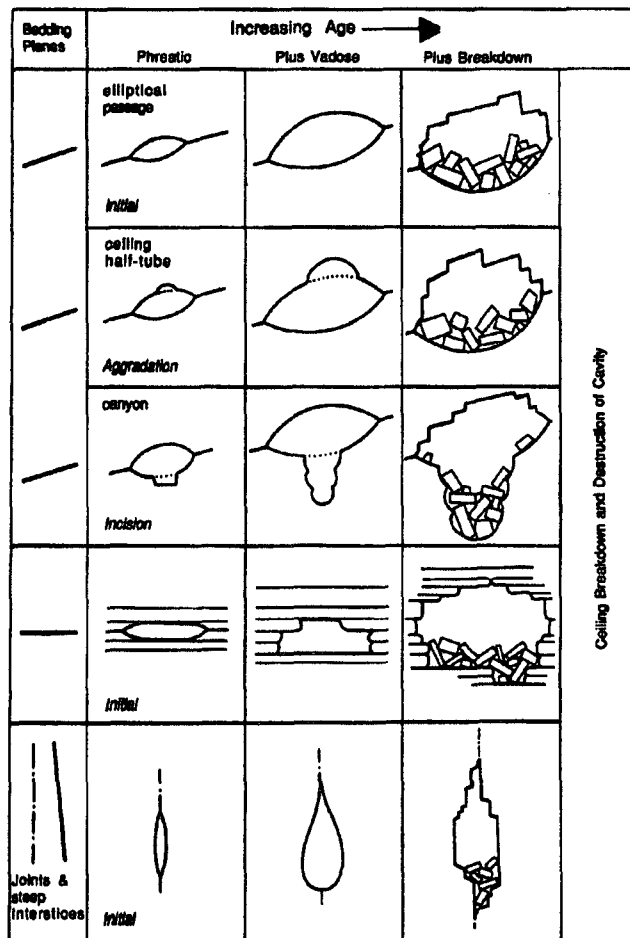 Bedding
Planes
Increasing Age
Phreatic
Plus Vadose
Plus Breakdown
elliptical
passage
Initial
ceiling
half-tube
Aggradation
canyon
Incision
Initial
Joints &
steep
Interstices
Initial
Ceiling Breakdown and Destruction of Cavity